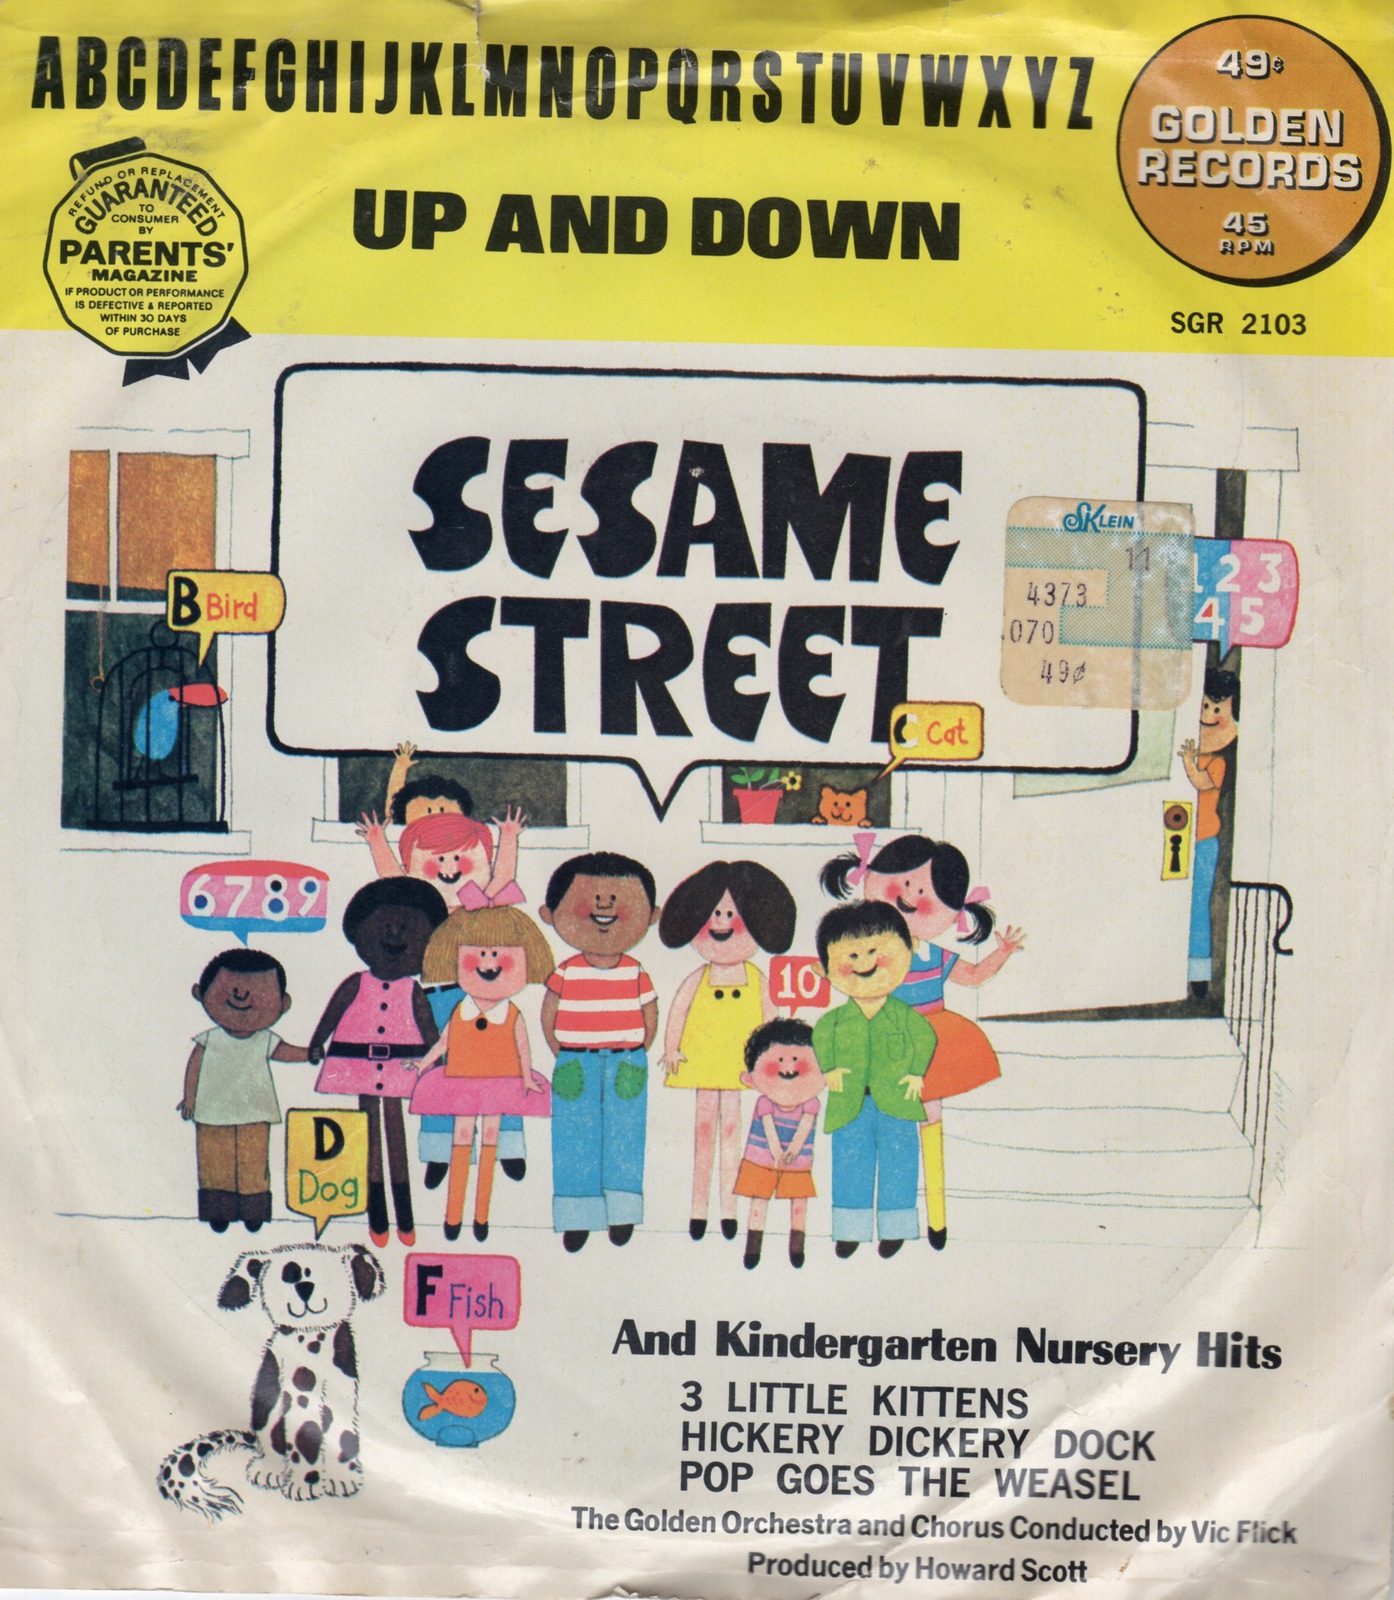 ABCDEFGHIJKLMNOPQRSTUVWXYZ
49¢
GOLDEN
RECORDS
45
RPM
REFUND OR REPLACEMENT
GUARANTEED
TO
CONSUMER
BY
PARENTS'
MAGAZINE
IF PRODUCT OR PERFORMANCE
IS DEFECTIVE & REPORTED
WITHIN 30 DAYS
OF PURCHASE
UP AND DOWN
SGR 2103
SESAME
STREET
SKLEIN
11
4373
070
49¢
1 2 3
4 5
B Bird
C Cat
6789
10
D
Dog
F Fish
And Kindergarten Nursery Hits
3 LITTLE KITTENS
HICKERY DICKERY DOCK
POP GOES THE WEASEL
The Golden Orchestra and Chorus Conducted by Vic Flick
Produced by Howard Scott